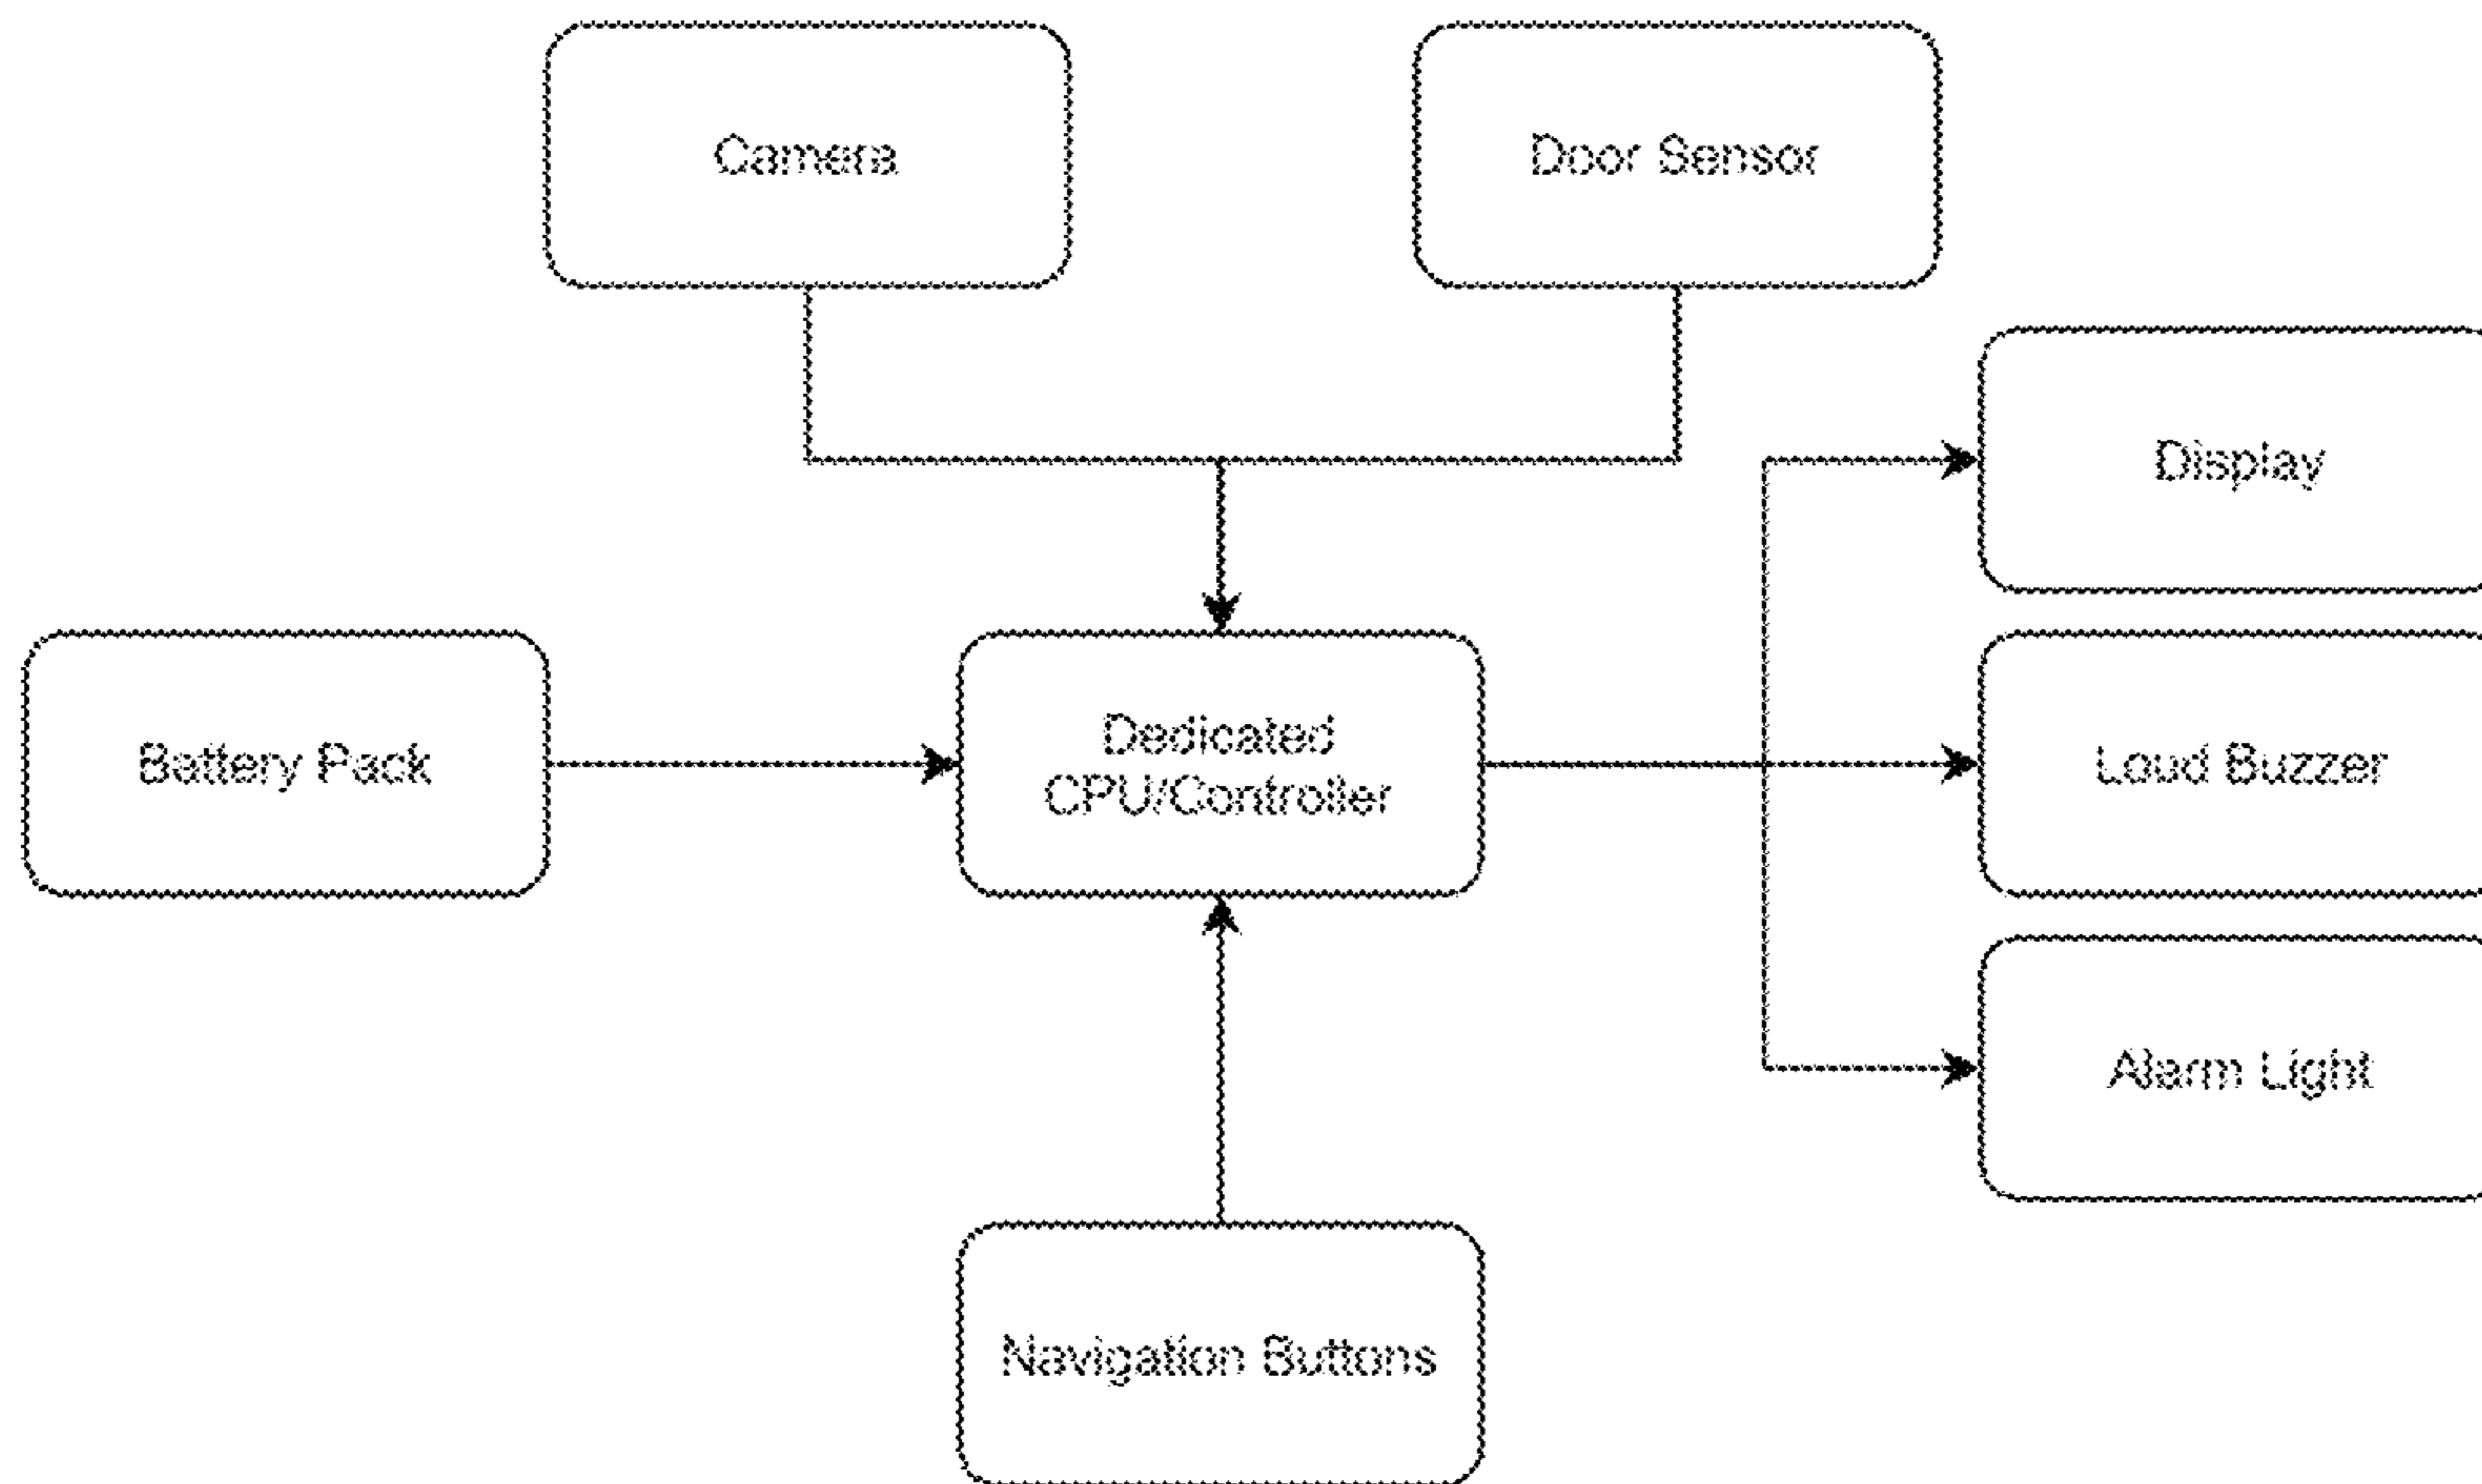 Camera
Door Sensor
Display
Battery Pack
Dedicated
CPU/Controller
Loud Buzzer
Alarm Light
Navigation Buttons